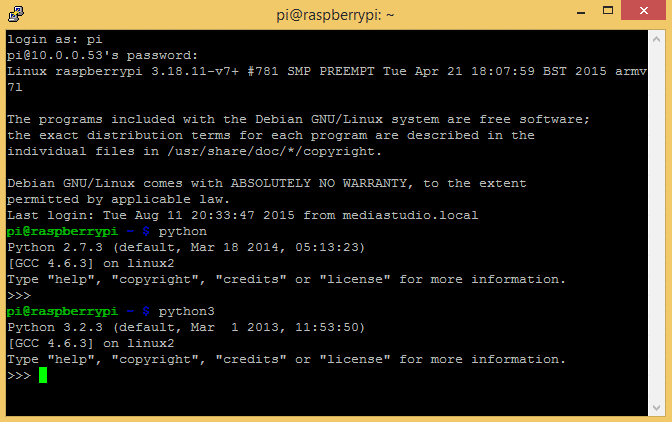 pi@raspberrypi: ~
login as: pi
pi@10.0.0.53's password:
Linux raspberrypi 3.18.11-v7+ #781 SMP PREEMPT Tue Apr 21 18:07:59 BST 2015 armv
7l
The programs included with the Debian GNU/Linux system are free software;
the exact distribution terms for each program are described in the
individual files in /usr/share/doc/*/copyright.
Debian GNU/Linux comes with ABSOLUTELY NO WARRANTY, to the extent
permitted by applicable law.
Last login: Tue Aug 11 20:33:47 2015 from mediastudio.local
pi@raspberrypi ~ $ python
Python 2.7.3 (default, Mar 18 2014, 05:13:23)
[GCC 4.6.3] on linux2
Type "help", "copyright", "credits" or "license" for more information.
>>>
pi@raspberrypi ~ $ python3
Python 3.2.3 (default, Mar  1 2013, 11:53:50)
[GCC 4.6.3] on linux2
Type "help", "copyright", "credits" or "license" for more information.
>>>